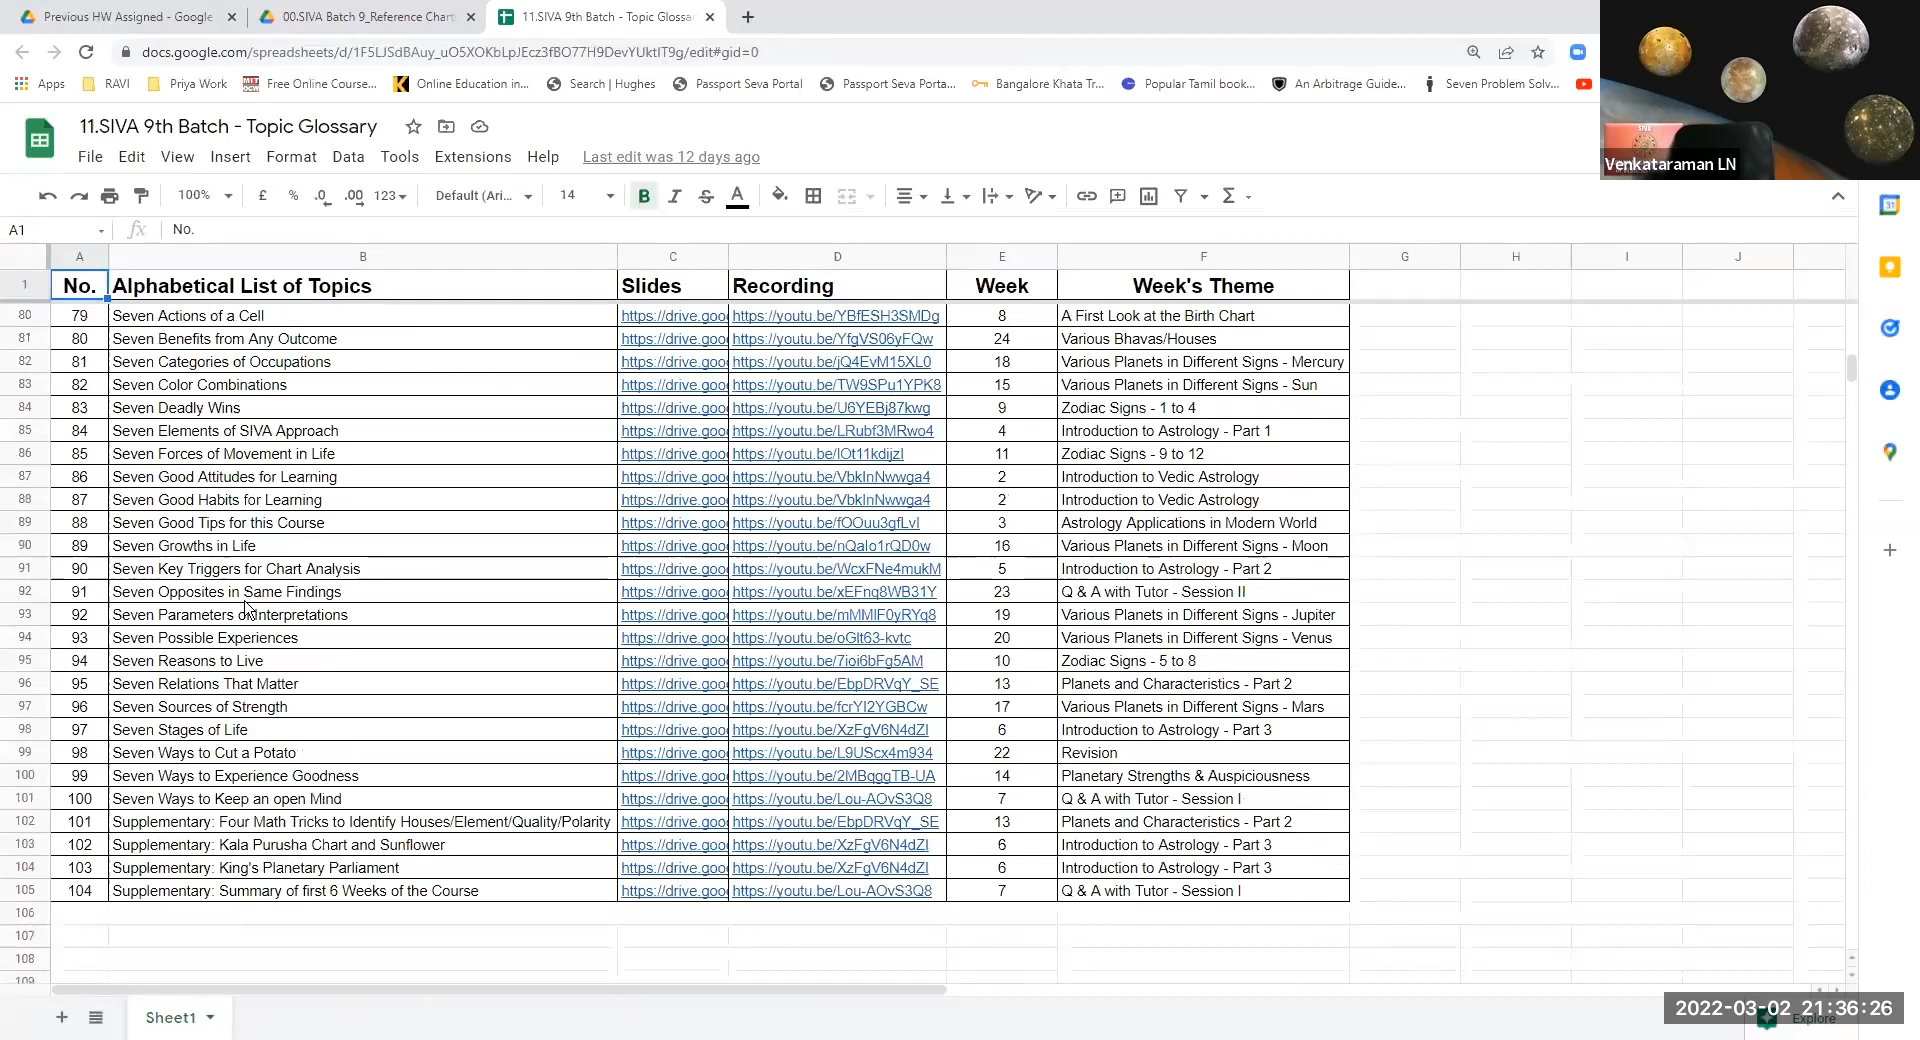 Previous HW Assigned - Google
00.SIVA Batch 9_Reference Chart
11.SIVA 9th Batch - Topic Glossa
docs.google.com/spreadsheets/d/1F5LJSdBAuy_uO5XOKbLpJEcz3fBO77H9DevYUktIT9g/edit#gid=0
Apps RAVI Priya Work Free Online Course... Online Education in... Search | Hughes Passport Seva Portal Passport Seva Porta... Bangalore Khata Tr... Popular Tamil book... An Arbitrage Guide... Seven Problem Solv...
SIVA
Venkataraman LN
11.SIVA 9th Batch - Topic Glossary
File Edit View Insert Format Data Tools Extensions Help Last edit was 12 days ago
100% £ % .0 .00 123 Default (Ari... 14 B I S A Σ
A1 fx No.
A B C D E F G H I J
1 No. Alphabetical List of Topics Slides Recording Week Week's Theme
80 79 Seven Actions of a Cell https://drive.goo https://youtu.be/YBfESH3SMDg 8 A First Look at the Birth Chart
81 80 Seven Benefits from Any Outcome https://drive.goo https://youtu.be/YfgVS06yFQw 24 Various Bhavas/Houses
82 81 Seven Categories of Occupations https://drive.goo https://youtu.be/jQ4EvM15XL0 18 Various Planets in Different Signs - Mercury
83 82 Seven Color Combinations https://drive.goo https://youtu.be/TW9SPu1YPK8 15 Various Planets in Different Signs - Sun
84 83 Seven Deadly Wins https://drive.goo https://youtu.be/U6YEBj87kwg 9 Zodiac Signs - 1 to 4
85 84 Seven Elements of SIVA Approach https://drive.goo https://youtu.be/LRubf3MRwo4 4 Introduction to Astrology - Part 1
86 85 Seven Forces of Movement in Life https://drive.goo https://youtu.be/lOt11kdijzI 11 Zodiac Signs - 9 to 12
87 86 Seven Good Attitudes for Learning https://drive.goo https://youtu.be/VbkInNwwga4 2 Introduction to Vedic Astrology
88 87 Seven Good Habits for Learning https://drive.goo https://youtu.be/VbkInNwwga4 2 Introduction to Vedic Astrology
89 88 Seven Good Tips for this Course https://drive.goo https://youtu.be/fOOuu3gfLvI 3 Astrology Applications in Modern World
90 89 Seven Growths in Life https://drive.goo https://youtu.be/nQalo1rQD0w 16 Various Planets in Different Signs - Moon
91 90 Seven Key Triggers for Chart Analysis https://drive.goo https://youtu.be/WcxFNe4mukM 5 Introduction to Astrology - Part 2
92 91 Seven Opposites in Same Findings https://drive.goo https://youtu.be/xEFnq8WB31Y 23 Q & A with Tutor - Session II
93 92 Seven Parameters of Interpretations https://drive.goo https://youtu.be/mMMlF0yRYq8 19 Various Planets in Different Signs - Jupiter
94 93 Seven Possible Experiences https://drive.goo https://youtu.be/oGlt63-kvtc 20 Various Planets in Different Signs - Venus
95 94 Seven Reasons to Live https://drive.goo https://youtu.be/7ioi6bFg5AM 10 Zodiac Signs - 5 to 8
96 95 Seven Relations That Matter https://drive.goo https://youtu.be/EbpDRVqY_SE 13 Planets and Characteristics - Part 2
97 96 Seven Sources of Strength https://drive.goo https://youtu.be/fcrYI2YGBCw 17 Various Planets in Different Signs - Mars
98 97 Seven Stages of Life https://drive.goo https://youtu.be/XzFgV6N4dZI 6 Introduction to Astrology - Part 3
99 98 Seven Ways to Cut a Potato https://drive.goo https://youtu.be/L9UScx4m934 22 Revision
100 99 Seven Ways to Experience Goodness https://drive.goo https://youtu.be/2MBqggTB-UA 14 Planetary Strengths & Auspiciousness
101 100 Seven Ways to Keep an open Mind https://drive.goo https://youtu.be/Lou-AOvS3Q8 7 Q & A with Tutor - Session I
102 101 Supplementary: Four Math Tricks to Identify Houses/Element/Quality/Polarity https://drive.goo https://youtu.be/EbpDRVqY_SE 13 Planets and Characteristics - Part 2
103 102 Supplementary: Kala Purusha Chart and Sunflower https://drive.goo https://youtu.be/XzFgV6N4dZI 6 Introduction to Astrology - Part 3
104 103 Supplementary: King's Planetary Parliament https://drive.goo https://youtu.be/XzFgV6N4dZI 6 Introduction to Astrology - Part 3
105 104 Supplementary: Summary of first 6 Weeks of the Course https://drive.goo https://youtu.be/Lou-AOvS3Q8 7 Q & A with Tutor - Session I
106
107
108
109
Sheet1
2022-03-02 21:36:26
Explore